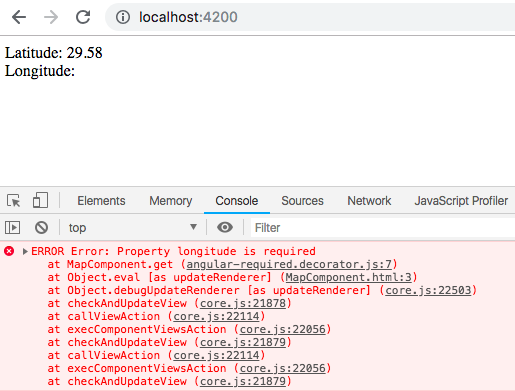 localhost:4200
Latitude: 29.58
Longitude:
Elements Memory Console Sources Network JavaScript Profiler
top Filter
ERROR Error: Property longitude is required
at MapComponent.get (angular-required.decorator.js:7)
at Object.eval [as updateRenderer] (MapComponent.html:3)
at Object.debugUpdateRenderer [as updateRenderer] (core.js:22503)
at checkAndUpdateView (core.js:21878)
at callViewAction (core.js:22114)
at execComponentViewsAction (core.js:22056)
at checkAndUpdateView (core.js:21879)
at callViewAction (core.js:22114)
at execComponentViewsAction (core.js:22056)
at checkAndUpdateView (core.js:21879)